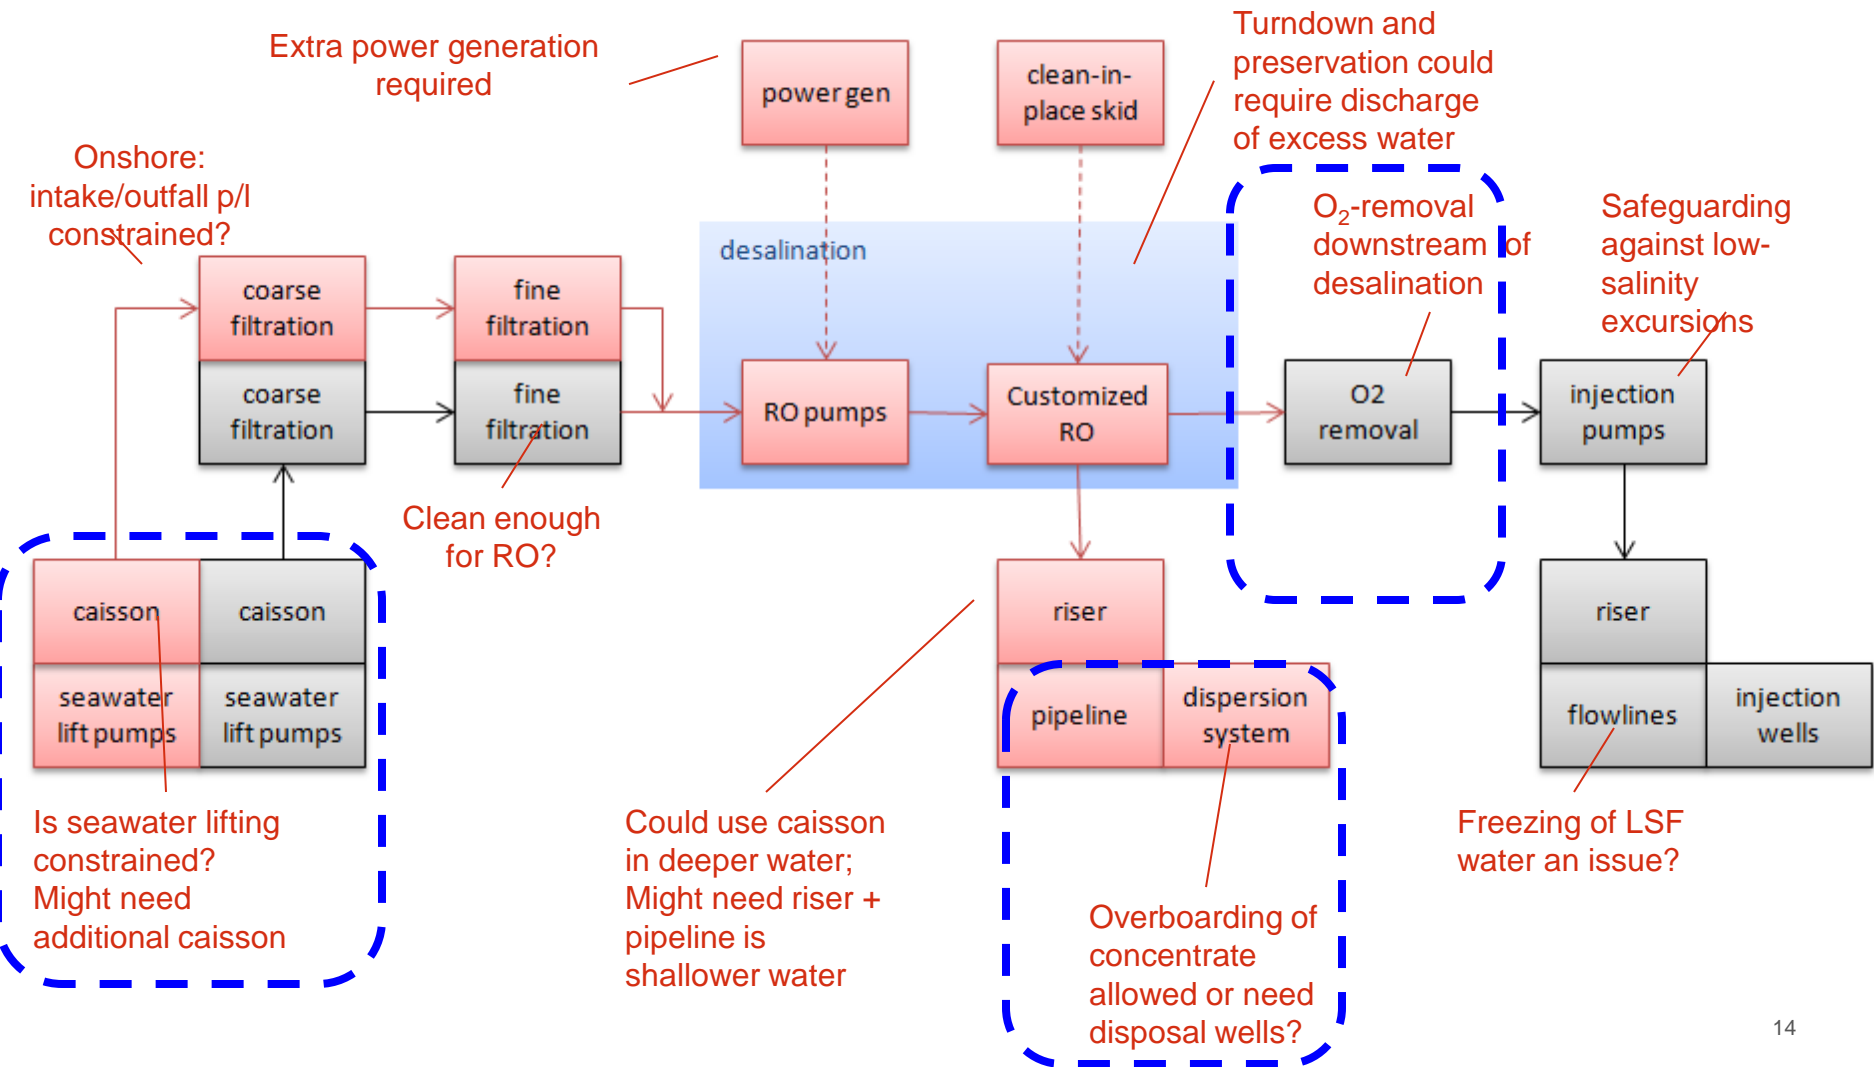 Extra power generation
required
power gen
clean-in-
place skid
Turndown and
preservation could
require discharge
of excess water
Onshore:
intake/outfall p/l
constrained?
O2-removal
downstream of
desalination
Safeguarding
against low-
salinity
excursions
desalination
coarse
filtration
fine
filtration
coarse
filtration
fine
filtration
RO pumps
Customized
RO
O2
removal
injection
pumps
Clean enough
for RO?
caisson
caisson
seawater
lift pumps
seawater
lift pumps
riser
pipeline
dispersion
system
riser
flowlines
injection
wells
Is seawater lifting
constrained?
Might need
additional caisson
Could use caisson
in deeper water;
Might need riser +
pipeline is
shallower water
Overboarding of
concentrate
allowed or need
disposal wells?
Freezing of LSF
water an issue?
14